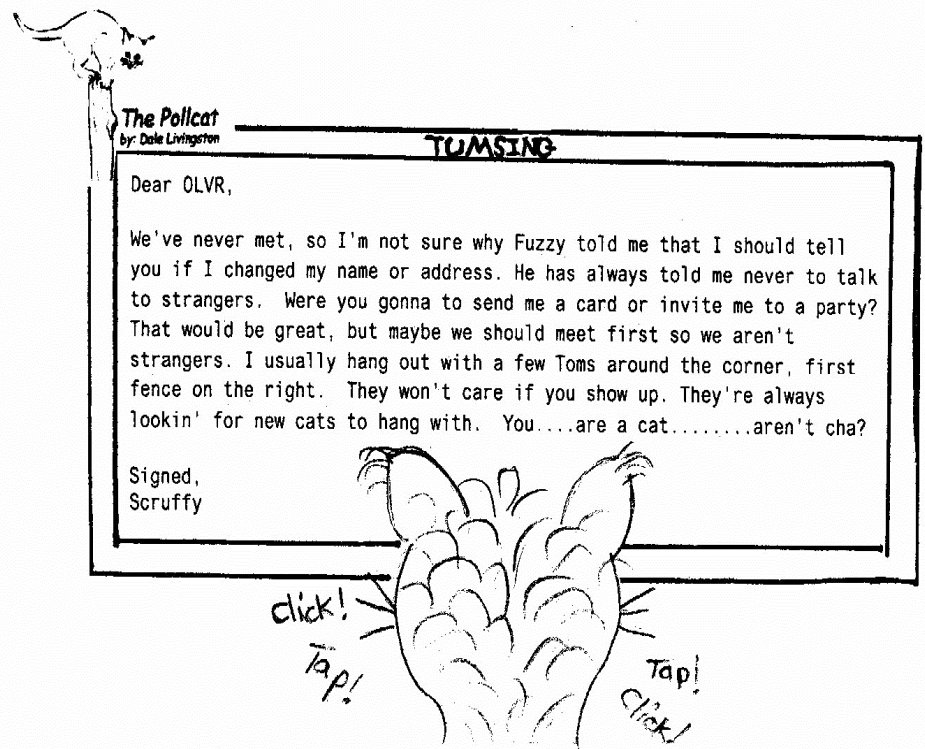 The Pollcat
by: Dale Livingston
TUMSING
Dear OLVR,
We've never met, so I'm not sure why Fuzzy told me that I should tell
you if I changed my name or address. He has always told me never to talk
to strangers. Were you gonna to send me a card or invite me to a party?
That would be great, but maybe we should meet first so we aren't
strangers. I usually hang out with a few Toms around the corner, first
fence on the right. They won't care if you show up. They're always
lookin' for new cats to hang with. You....are a cat........aren't cha?
Signed,
Scruffy
click!
Tap!
Tap!
Click!